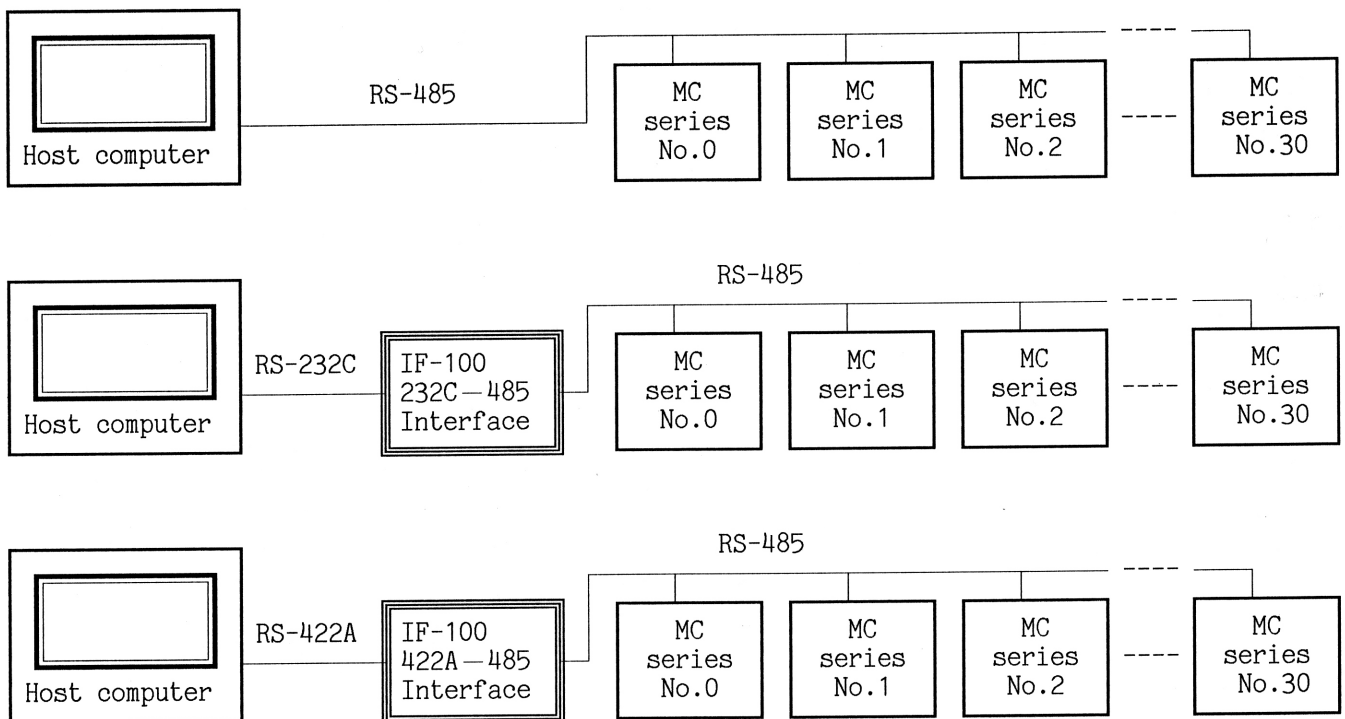 RS-485
Host computer
MC
series
No.0
MC
series
No.1
MC
series
No.2
MC
series
No.30
RS-485
Host computer
RS-232C
IF-100
232C—485
Interface
MC
series
No.0
MC
series
No.1
MC
series
No.2
MC
series
No.30
RS-485
Host computer
RS-422A
IF-100
422A—485
Interface
MC
series
No.0
MC
series
No.1
MC
series
No.2
MC
series
No.30